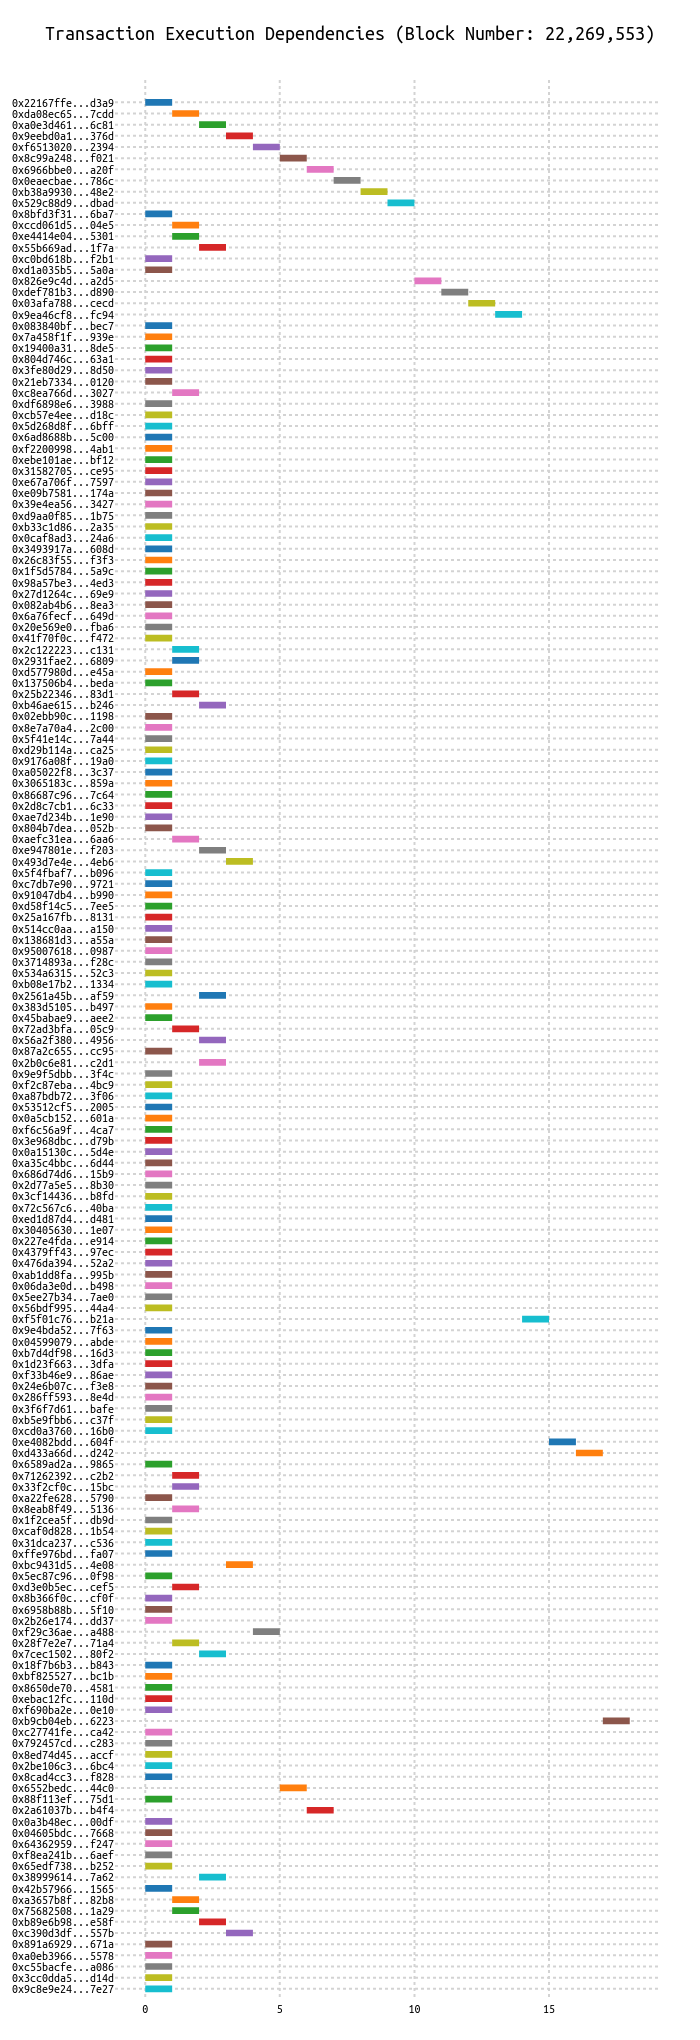 Transaction Execution Dependencies (Block Number: 22,269,553)
0x22167ffe...d3a9
0xda08ec65...7cdd
0xa0e3d461...6c81
0x9eebd0a1...376d
0xf6513020...2394
0x8c99a248...f021
0x6966bbe0...a20f
0x0eaecbae...786c
0xb38a9930...48e2
0x529c88d9...dbad
0x8bfd3f31...6ba7
0xccd061d5...04e5
0xe4414e04...5301
0x55b669ad...1f7a
0xc0bd618b...f2b1
0xd1a035b5...5a0a
0x826e9c4d...a2d5
0xdef781b3...d890
0x03afa788...cecd
0x9ea46cf8...fc94
0x083840bf...bec7
0x7a458f1f...939e
0x19400a31...8de5
0x804d746c...63a1
0x3fe80d29...8d50
0x21eb7334...0120
0xc8ea766d...3027
0xdf6898e6...3988
0xcb57e4ee...d18c
0x5d268d8f...6bff
0x6ad8688b...5c00
0xf2200998...4ab1
0xebe101ae...bf12
0x31582705...ce95
0xe67a706f...7597
0xe09b7581...174a
0x39e4ea56...3427
0xd9aa0f85...1b75
0xb33c1d86...2a35
0x0caf8ad3...24a6
0x3493917a...608d
0x26c83f55...f3f3
0x1f5d5784...5a9c
0x98a57be3...4ed3
0x27d1264c...69e9
0x082ab4b6...8ea3
0x6a76fecf...649d
0x20e569e0...fba6
0x41f70f0c...f472
0x2c122223...c131
0x2931fae2...6809
0xd577980d...e45a
0x137506b4...beda
0x25b22346...83d1
0xb46ae615...b246
0x02ebb90c...1198
0x8e7a70a4...2c00
0x5f41e14c...7a44
0xd29b114a...ca25
0x9176a08f...19a0
0xa05022f8...3c37
0x3065183c...859a
0x86687c96...7c64
0x2d8c7cb1...6c33
0xae7d234b...1e90
0x804b7dea...052b
0xaefc31ea...6aa6
0xe947801e...f203
0x493d7e4e...4eb6
0x5f4fbaf7...b096
0xc7db7e90...9721
0x91047db4...b990
0xd58f14c5...7ee5
0x25a167fb...8131
0x514cc0aa...a150
0x138681d3...a55a
0x95007618...0987
0x3714893a...f28c
0x534a6315...52c3
0xb08e17b2...1334
0x2561a45b...af59
0x383d5105...b497
0x45babae9...aee2
0x72ad3bfa...05c9
0x56a2f380...4956
0x87a2c655...cc95
0x2b0c6e81...c2d1
0x9e9f5dbb...3f4c
0xf2c87eba...4bc9
0xa87bdb72...3f06
0x53512cf5...2005
0x0a5cb152...601a
0xf6c56a9f...4ca7
0x3e968dbc...d79b
0x0a15130c...5d4e
0xa35c4bbc...6d44
0x686d74d6...15b9
0x2d77a5e5...8b30
0x3cf14436...b8fd
0x72c567c6...40ba
0xed1d87d4...d481
0x30405630...1e07
0x227e4fda...e914
0x4379ff43...97ec
0x476da394...52a2
0xab1dd8fa...995b
0x06da3e0d...b498
0x5ee27b34...7ae0
0x56bdf995...44a4
0xf5f01c76...b21a
0x9e4bda52...7f63
0x04599079...abde
0xb7d4df98...16d3
0x1d23f663...3dfa
0xf33b46e9...86ae
0x24e6b07c...f3e8
0x286ff593...8e4d
0x3f6f7d61...bafe
0xb5e9fbb6...c37f
0xcd0a3760...16b0
0xe4082bdd...604f
0xd433a66d...d242
0x6589ad2a...9865
0x71262392...c2b2
0x33f2cf0c...15bc
0xa22fe628...5790
0x8eab8f49...5136
0x1f2cea5f...db9d
0xcaf0d828...1b54
0x31dca237...c536
0xffe976bd...fa07
0xbc9431d5...4e08
0x5ec87c96...0f98
0xd3e0b5ec...cef5
0x8b366f0c...cf0f
0x6958b88b...5f10
0x2b26e174...dd37
0xf29c36ae...a488
0x28f7e2e7...71a4
0x7cec1502...80f2
0x18f7b6b3...b843
0xbf825527...bc1b
0x8650de70...4581
0xebac12fc...110d
0xf690ba2e...0e10
0xb9cb04eb...6223
0xc27741fe...ca42
0x792457cd...c283
0x8ed74d45...accf
0x2be106c3...6bc4
0x8cad4cc3...f828
0x6552bedc...44c0
0x88f113ef...75d1
0x2a61037b...b4f4
0x0a3b48ec...00df
0x04605bdc...7668
0x64362959...f247
0xf8ea241b...6aef
0x65edf738...b252
0x38999614...7a62
0x42b57966...1565
0xa3657b8f...82b8
0x75682508...1a29
0xb89e6b98...e58f
0xc390d3df...557b
0x891a6929...671a
0xa0eb3966...5578
0xc55bacfe...a086
0x3cc0dda5...d14d
0x9c8e9e24...7e27
0 5 10 15